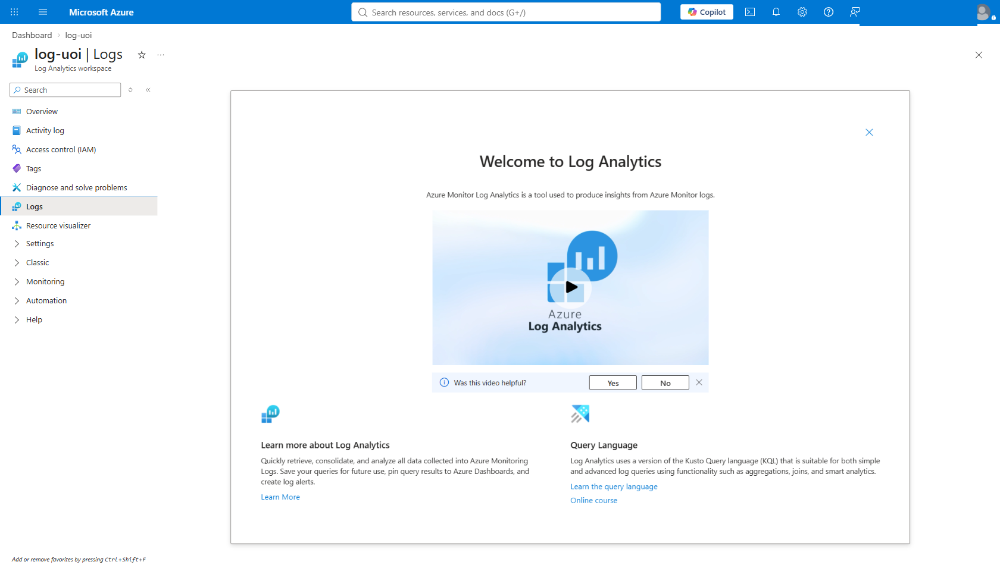 Microsoft Azure
Search resources, services, and docs (G+/)
Copilot
Dashboard > log-uoi
log-uoi | Logs
Log Analytics workspace
Search
Overview
Activity log
Access control (IAM)
Tags
Diagnose and solve problems
Logs
Resource visualizer
Settings
Classic
Monitoring
Automation
Help
Add or remove favorites by pressing Ctrl+Shift+F
Welcome to Log Analytics
Azure Monitor Log Analytics is a tool used to produce insights from Azure Monitor logs.
Azure
Log Analytics
Was this video helpful?
Yes
No
Learn more about Log Analytics
Quickly retrieve, consolidate, and analyze all data collected into Azure Monitoring
Logs. Save your queries for future use, pin query results to Azure Dashboards, and
create log alerts.
Learn More
Query Language
Log Analytics uses a version of the Kusto Query language (KQL) that is suitable for both simple
and advanced log queries using functionality such as aggregations, joins, and smart analytics.
Learn the query language
Online course